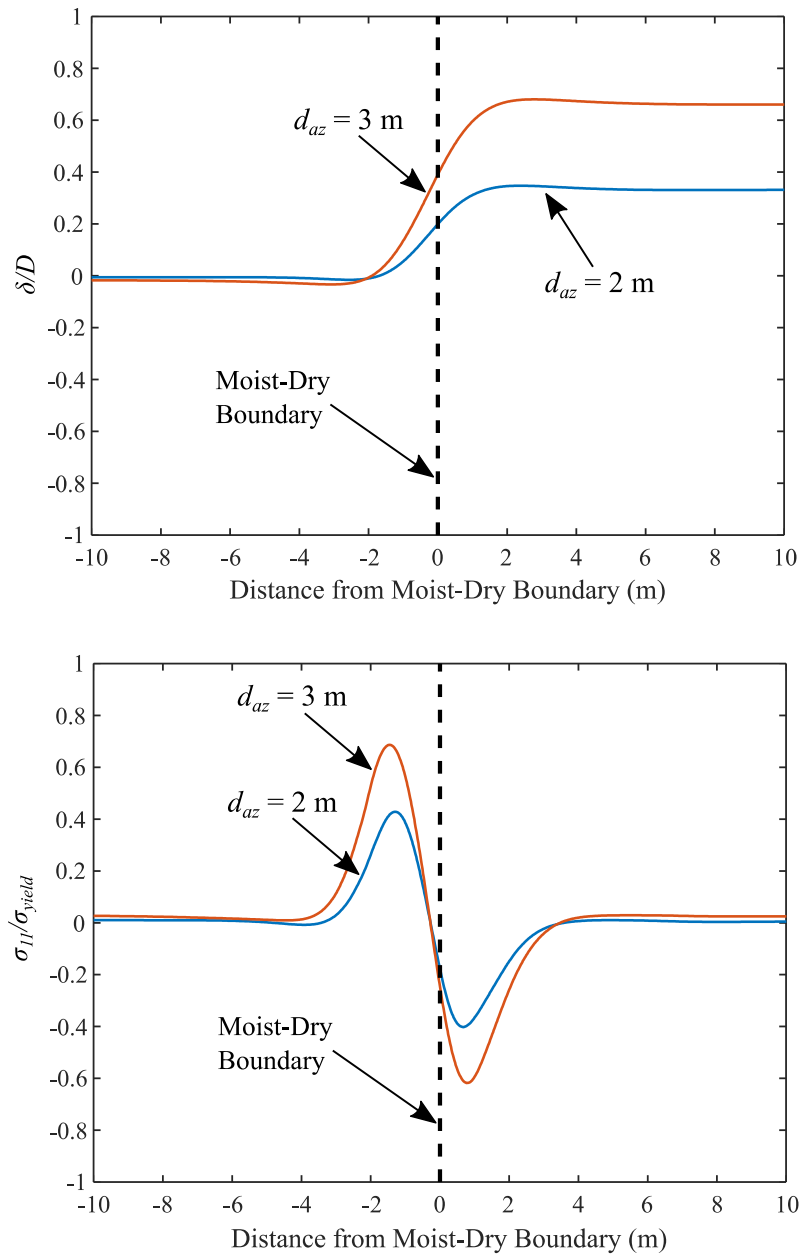 1
0.8
0.6
0.4
0.2
0
-0.2
-0.4
-0.6
-0.8
-1
δ/D
d_az = 3 m
d_az = 2 m
Moist-Dry
Boundary
-10 -8 -6 -4 -2 0 2 4 6 8 10
Distance from Moist-Dry Boundary (m)
1
0.8
0.6
0.4
0.2
0
-0.2
-0.4
-0.6
-0.8
-1
σ_11/σ_yield
d_az = 3 m
d_az = 2 m
Moist-Dry
Boundary
-10 -8 -6 -4 -2 0 2 4 6 8 10
Distance from Moist-Dry Boundary (m)